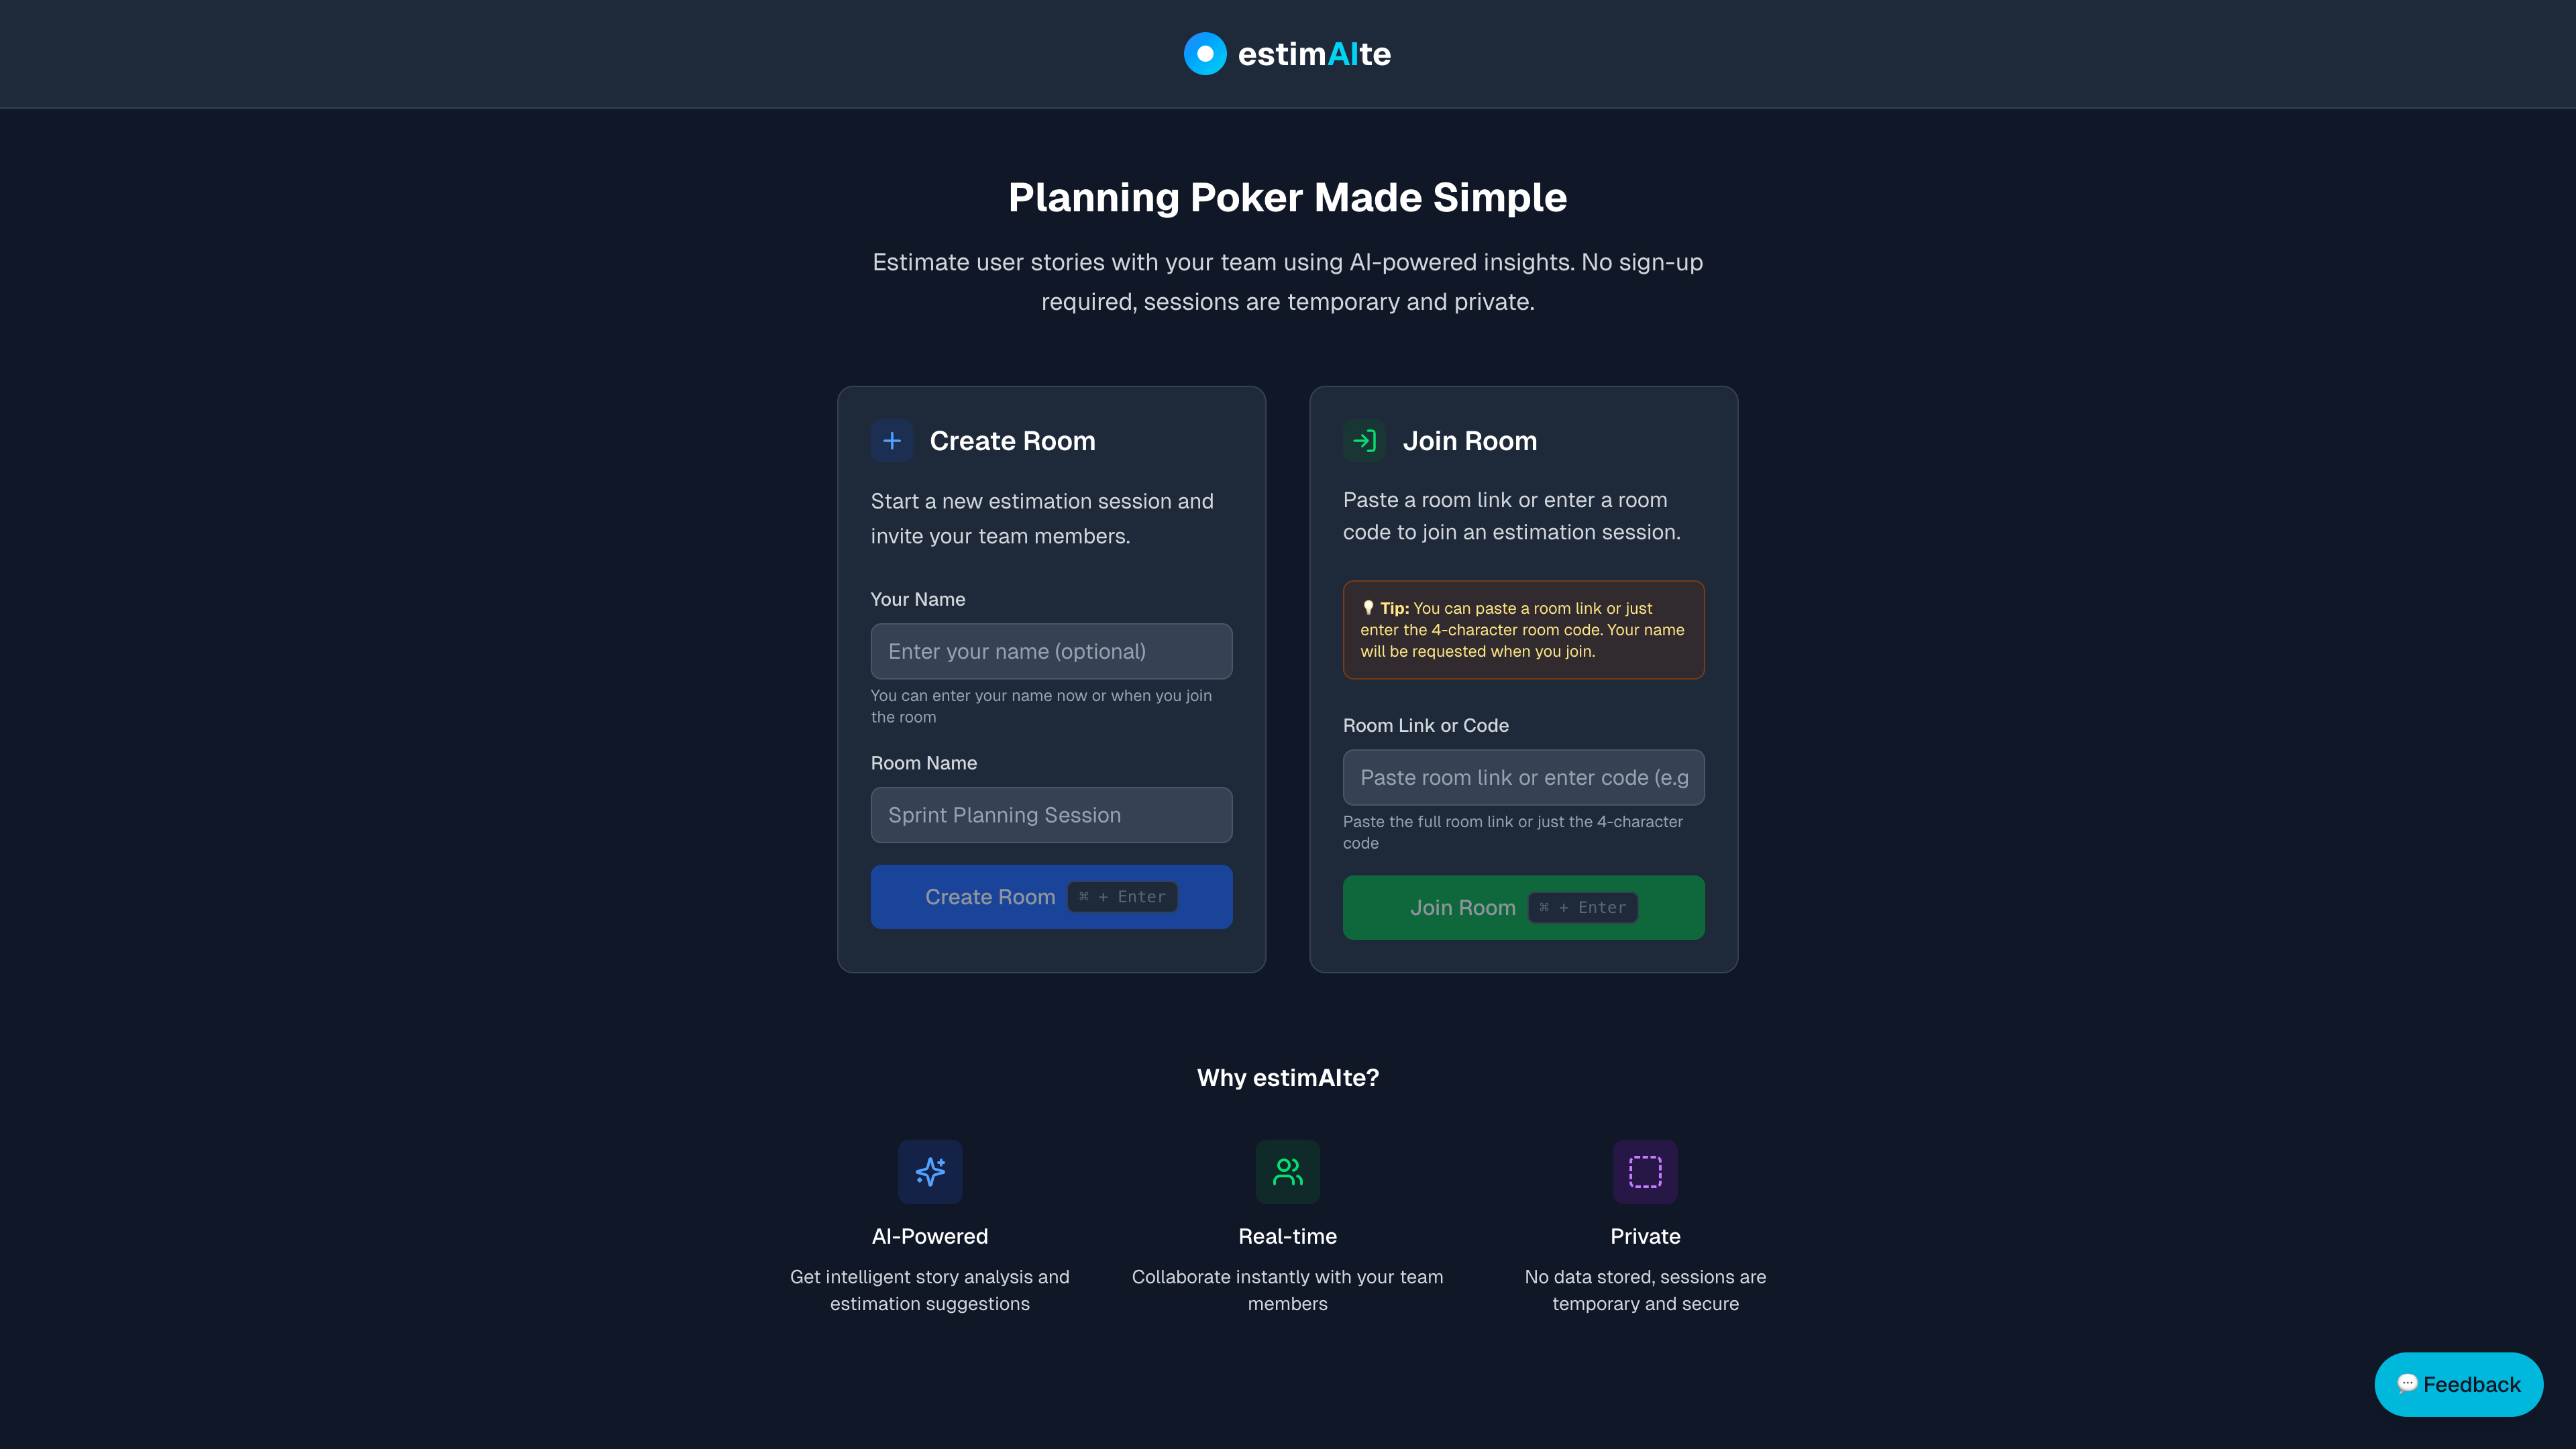 estimAIte
Planning Poker Made Simple
Estimate user stories with your team using AI-powered insights. No sign-up
required, sessions are temporary and private.
Create Room
Start a new estimation session and
invite your team members.
Your Name
Enter your name (optional)
You can enter your name now or when you join
the room
Room Name
Sprint Planning Session
Create Room ⌘ + Enter
Join Room
Paste a room link or enter a room
code to join an estimation session.
💡 Tip: You can paste a room link or just
enter the 4-character room code. Your name
will be requested when you join.
Room Link or Code
Paste room link or enter code (e.g
Paste the full room link or just the 4-character
code
Join Room ⌘ + Enter
Why estimAIte?
AI-Powered
Get intelligent story analysis and
estimation suggestions
Real-time
Collaborate instantly with your team
members
Private
No data stored, sessions are
temporary and secure
💬 Feedback